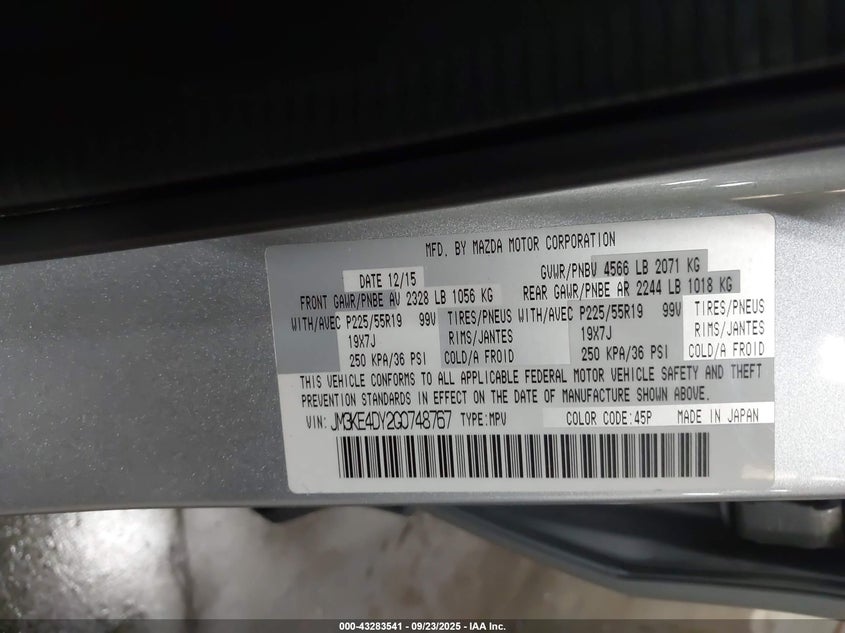 MFD. BY MAZDA MOTOR CORPORATION
DATE 12/15 GVWR/PNBV 4566 LB 2071 KG
FRONT GAWR/PNBE AV 2328 LB 1056 KG REAR GAWR/PNBE AR 2244 LB 1018 KG
WITH/AVEC P225/55R19 99V TIRES/PNEUS WITH/AVEC P225/55R19 99V TIRES/PNEUS
19X7J RIMS/JANTES 19X7J RIMS/JANTES
250 KPA/36 PSI COLD/A FROID 250 KPA/36 PSI COLD/A FROID
THIS VEHICLE CONFORMS TO ALL APPLICABLE FEDERAL MOTOR VEHICLE SAFETY AND THEFT
PREVENTION STANDARDS IN EFFECT ON THE DATE OF MANUFACTURE SHOWN ABOVE.
VIN: JM3KE4DY2G0748767 TYPE:MPV COLOR CODE:45P MADE IN JAPAN
000-43283541 - 09/23/2025 - IAA Inc.